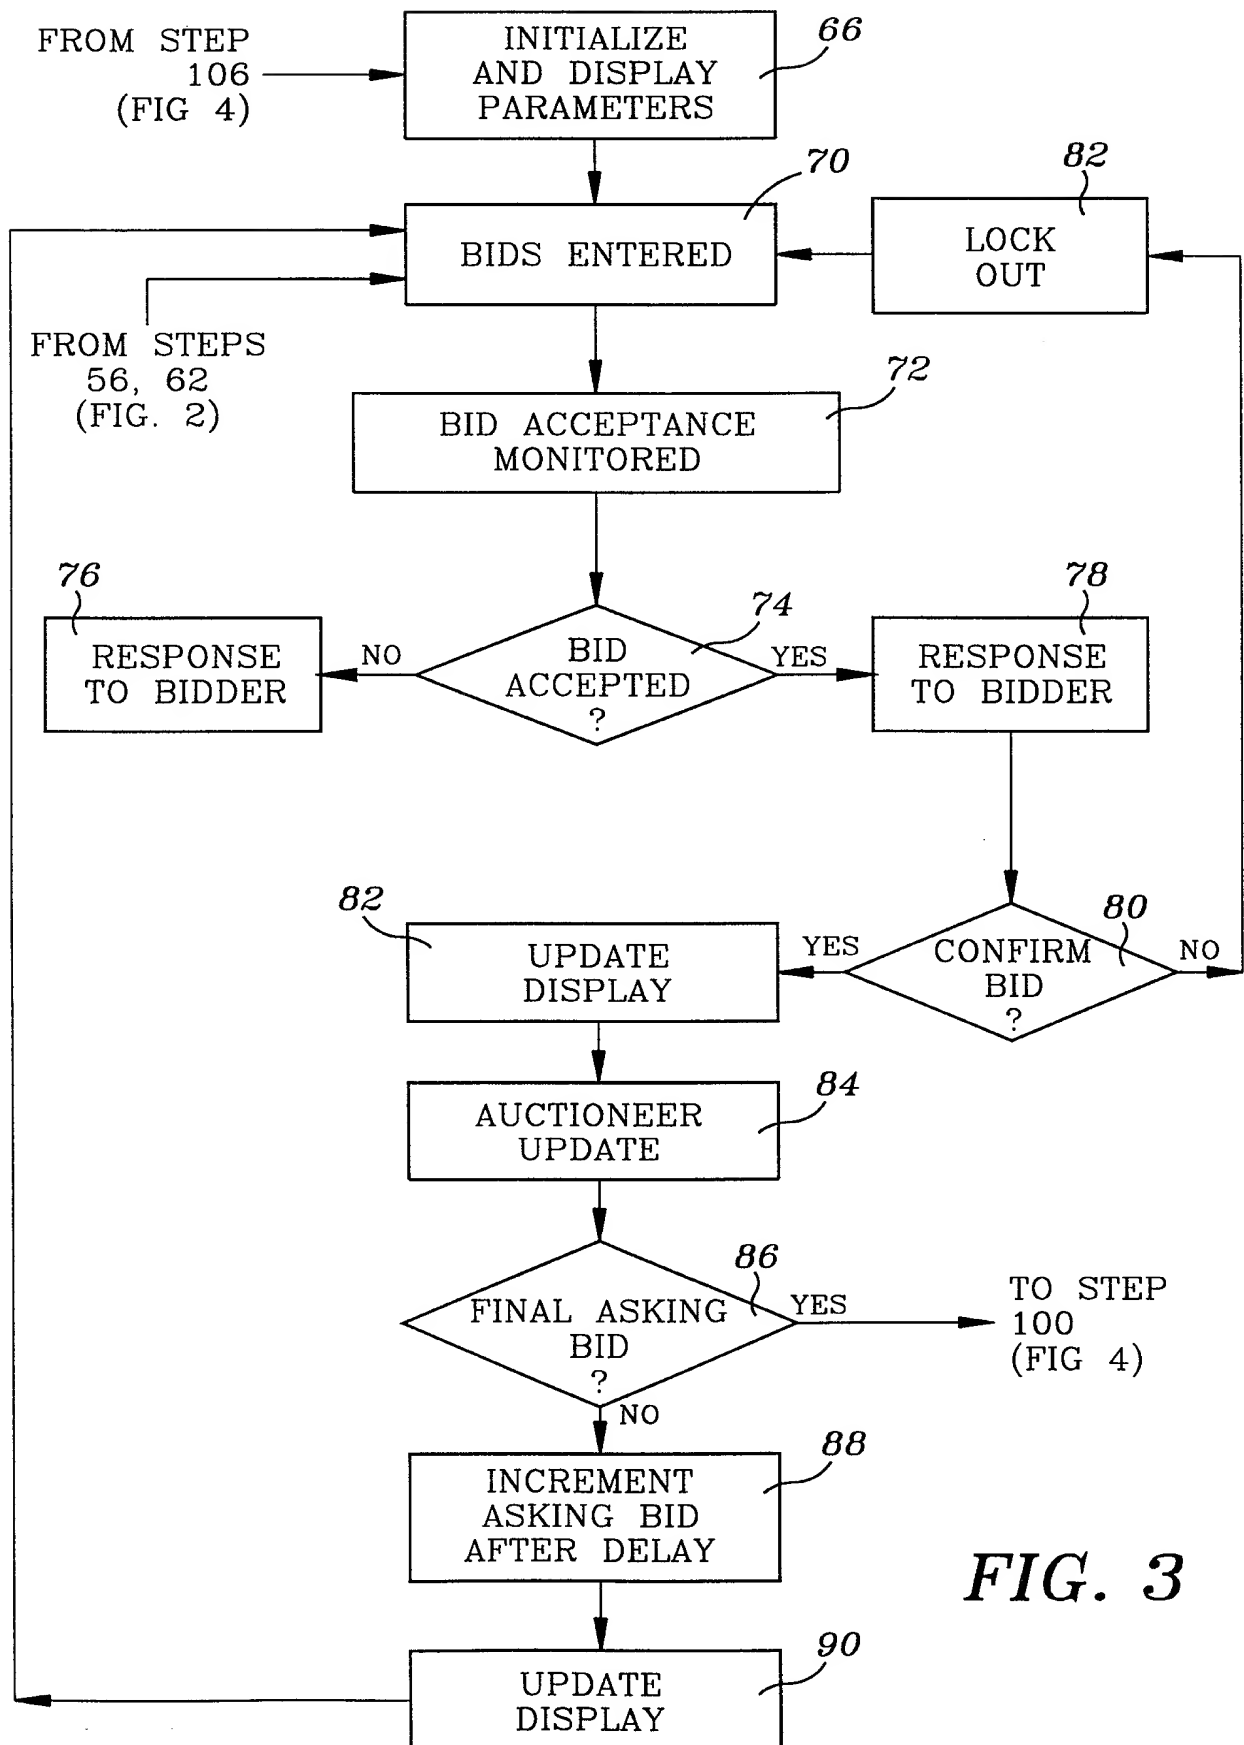 FROM STEP
106
(FIG 4)
INITIALIZE
AND DISPLAY
PARAMETERS
66
70
82
BIDS ENTERED
LOCK
OUT
FROM STEPS
56, 62
(FIG. 2)
72
BID ACCEPTANCE
MONITORED
76
74
78
RESPONSE
TO BIDDER
NO
BID
ACCEPTED
?
YES
RESPONSE
TO BIDDER
82
80
UPDATE
DISPLAY
YES
CONFIRM
BID
?
NO
84
AUCTIONEER
UPDATE
86
FINAL ASKING
BID
?
YES
TO STEP
100
(FIG 4)
NO
88
INCREMENT
ASKING BID
AFTER DELAY
FIG. 3
90
UPDATE
DISPLAY